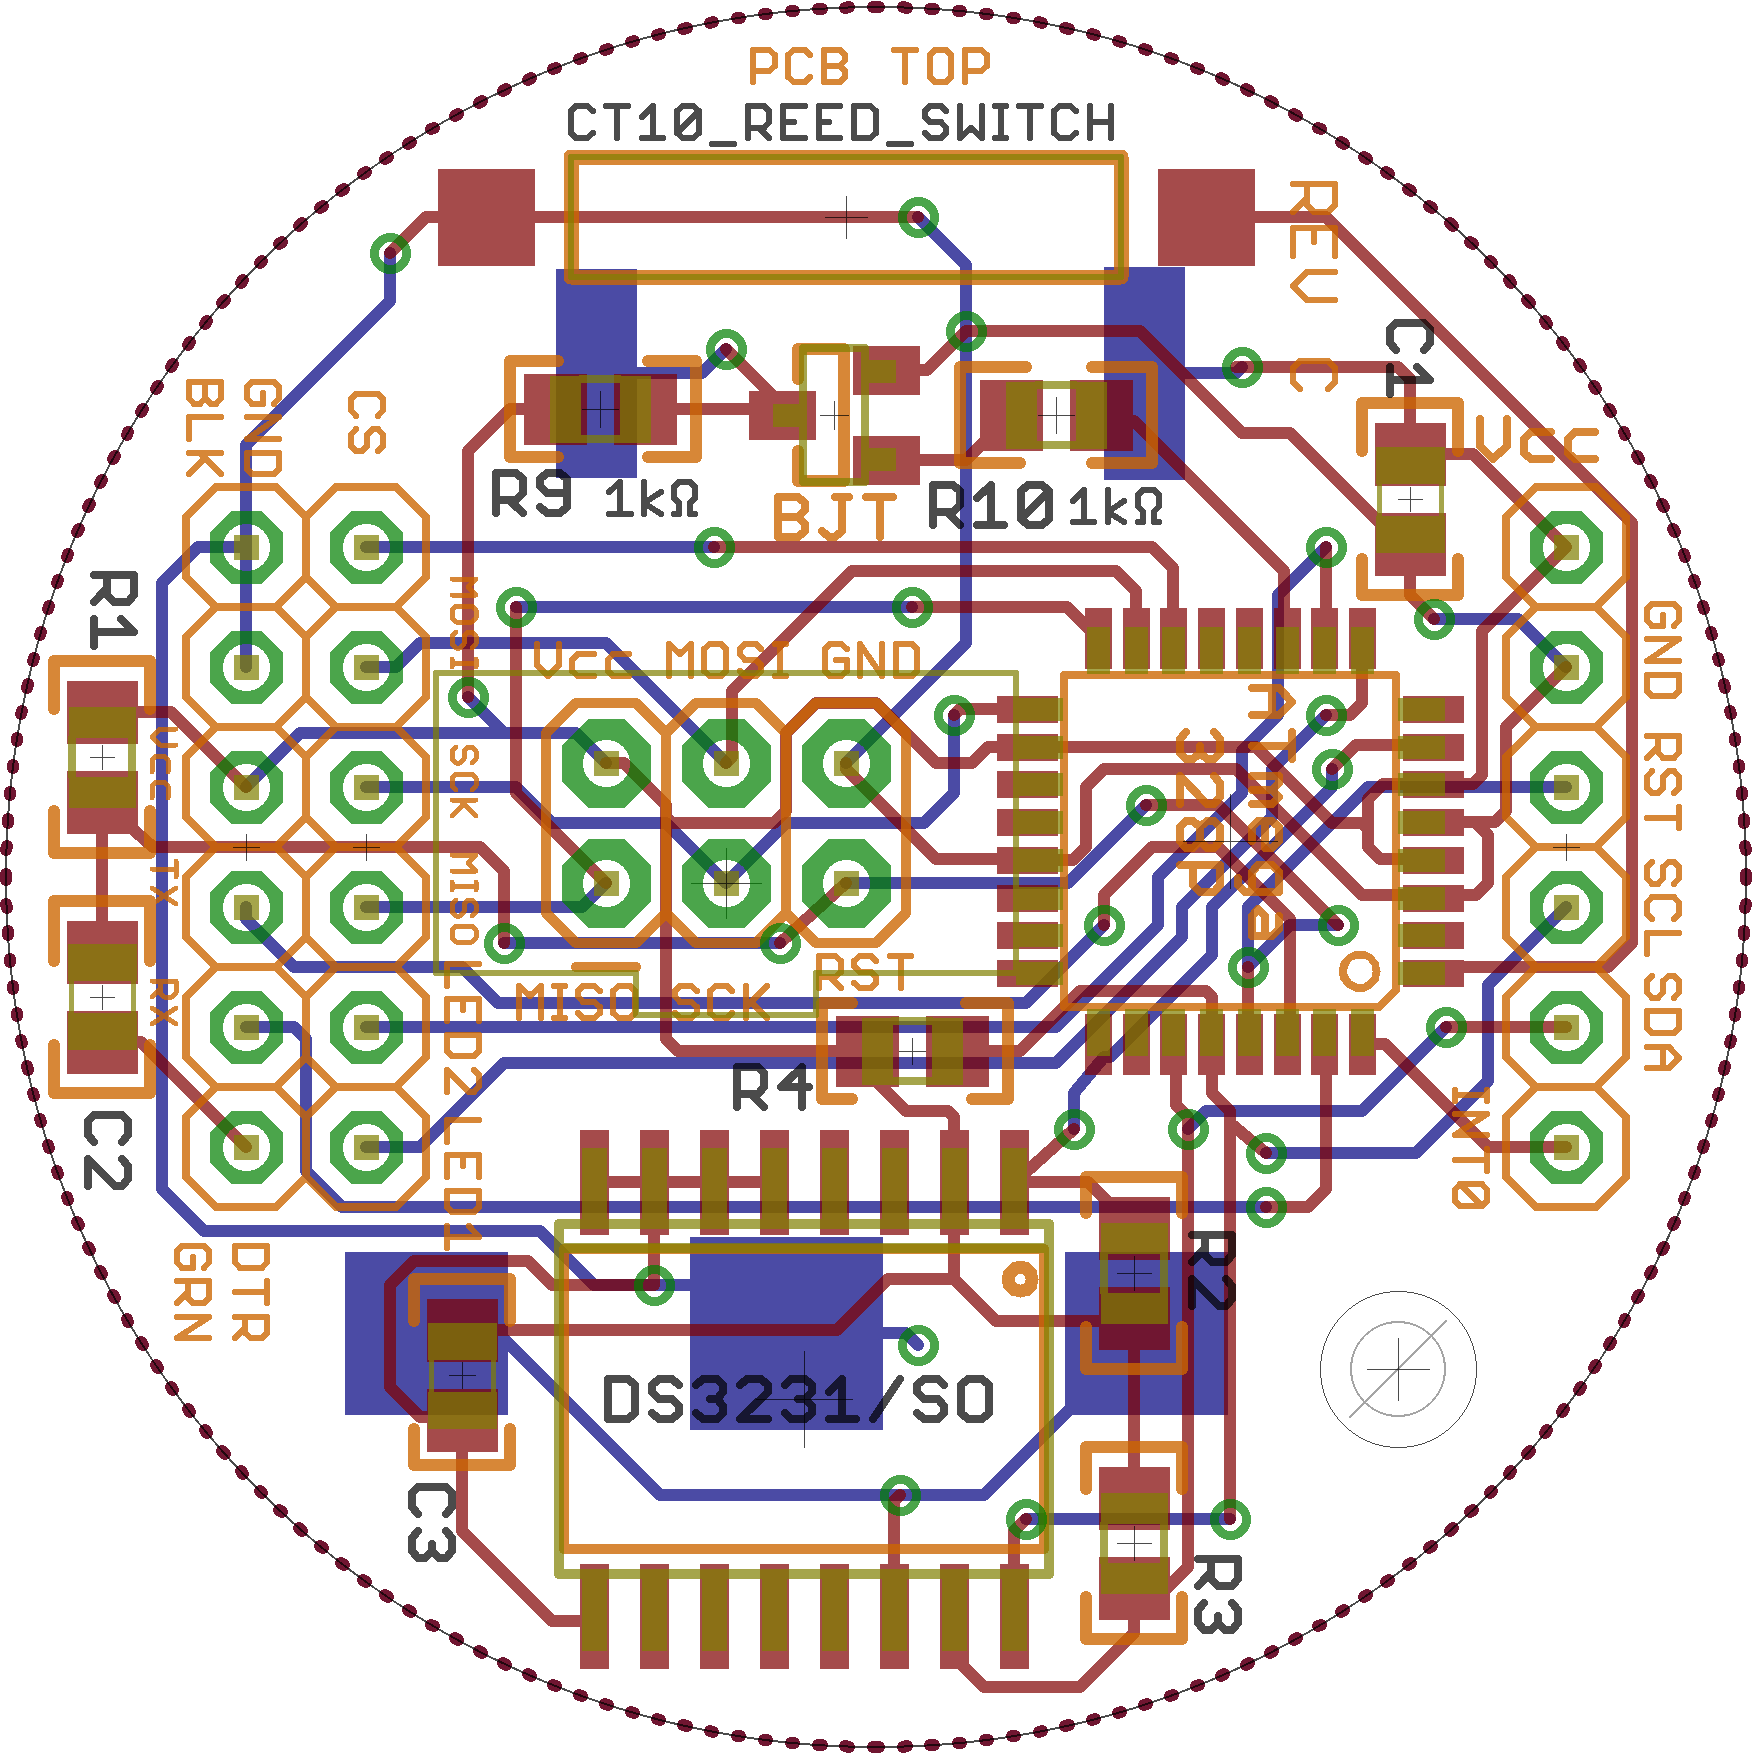 PCB TOP
CT10_REED_SWITCH
REV C
C1
Vcc
BLK
GND
CS
R9 1kΩ
BJT
R10 1kΩ
R1
MOSI
Vcc MOSI GND
GND RST SCL SDA
Vcc
SCK
MISO
TX
RX
ATmega
328p
MISO SCK
RST
LED2
LED1
R4
C2
INT0
GRN
DTR
R2
DS3231/SO
C3
R3